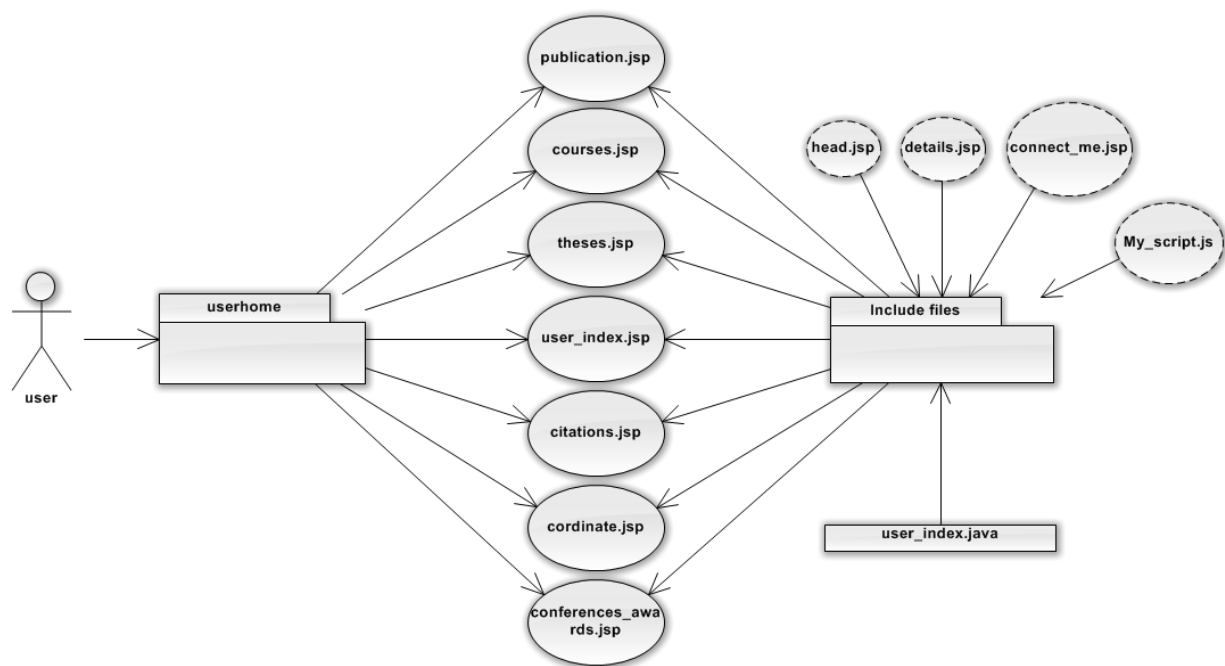 publication.jsp
courses.jsp
theses.jsp
user_index.jsp
citations.jsp
cordinate.jsp
conferences_awa
rds.jsp
user
userhome
head.jsp
details.jsp
connect_me.jsp
My_script.js
Include files
user_index.java